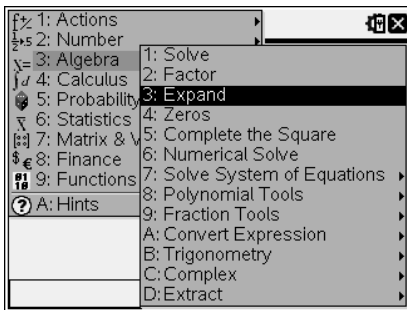 1: Actions
2: Number
3: Algebra
4: Calculus
5: Probability
6: Statistics
7: Matrix & V
8: Finance
9: Functions
A: Hints
1: Solve
2: Factor
3: Expand
4: Zeros
5: Complete the Square
6: Numerical Solve
7: Solve System of Equations
8: Polynomial Tools
9: Fraction Tools
A: Convert Expression
B: Trigonometry
C: Complex
D: Extract